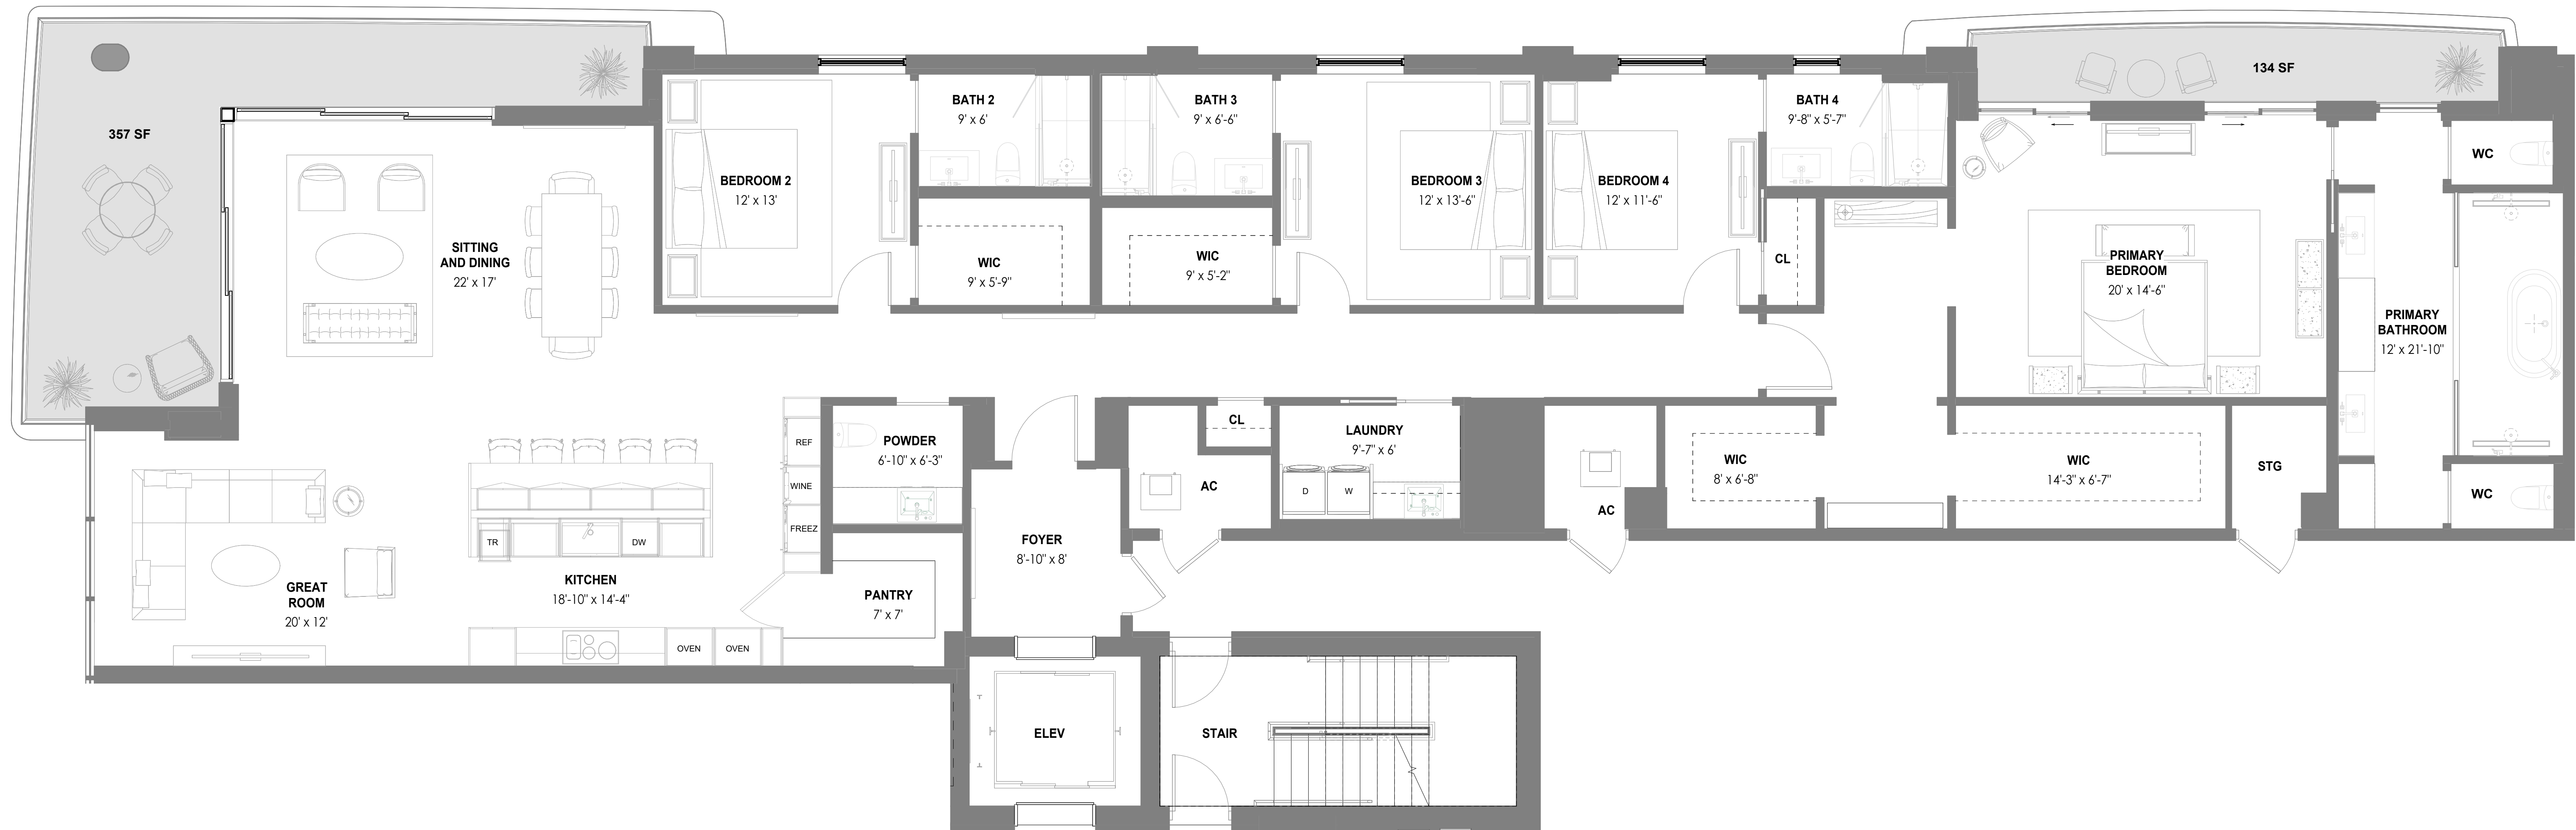 357 SF
134 SF
BATH 2
9' x 6'
BATH 3
9' x 6'-6"
BATH 4
9'-8" x 5'-7"
WC
BEDROOM 2
12' x 13'
BEDROOM 3
12' x 13'-6"
BEDROOM 4
12' x 11'-6"
SITTING
AND DINING
22' x 17'
WIC
9' x 5'-9"
WIC
9' x 5'-2"
CL
PRIMARY
BEDROOM
20' x 14'-6"
PRIMARY
BATHROOM
12' x 21'-10"
REF
WINE
FREEZ
POWDER
6'-10" x 6'-3"
CL
AC
LAUNDRY
9'-7" x 6'
D
W
AC
WIC
8' x 6'-8"
WIC
14'-3" x 6'-7"
STG
WC
TR
DW
FOYER
8'-10" x 8'
GREAT
ROOM
20' x 12'
KITCHEN
18'-10" x 14'-4"
PANTRY
7' x 7'
OVEN
OVEN
ELEV
STAIR